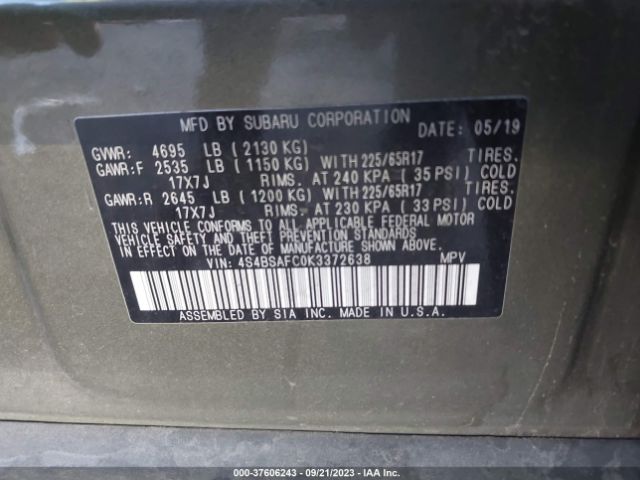 MFD BY SUBARU CORPORATION DATE: 05/19
GVWR: 4695 LB ( 2130 KG)
GAWR:F 2535 LB ( 1150 KG) WITH 225/65R17 TIRES.
17X7J RIMS. AT 240 KPA ( 35 PSI) COLD
GAWR:R 2645 LB ( 1200 KG) WITH 225/65R17 TIRES.
17X7J RIMS. AT 230 KPA ( 33 PSI) COLD
THIS VEHICLE CONFORMS TO ALL APPLICABLE FEDERAL MOTOR
VEHICLE SAFETY AND THEFT PREVENTION STANDARDS
IN EFFECT ON THE DATE OF MANUFACTURE SHOWN ABOVE.
VIN: 4S4BSAFC0K3372638 MPV
ASSEMBLED BY SIA INC. MADE IN U.S.A.
000-37606243 - 09/21/2023 - IAA Inc.